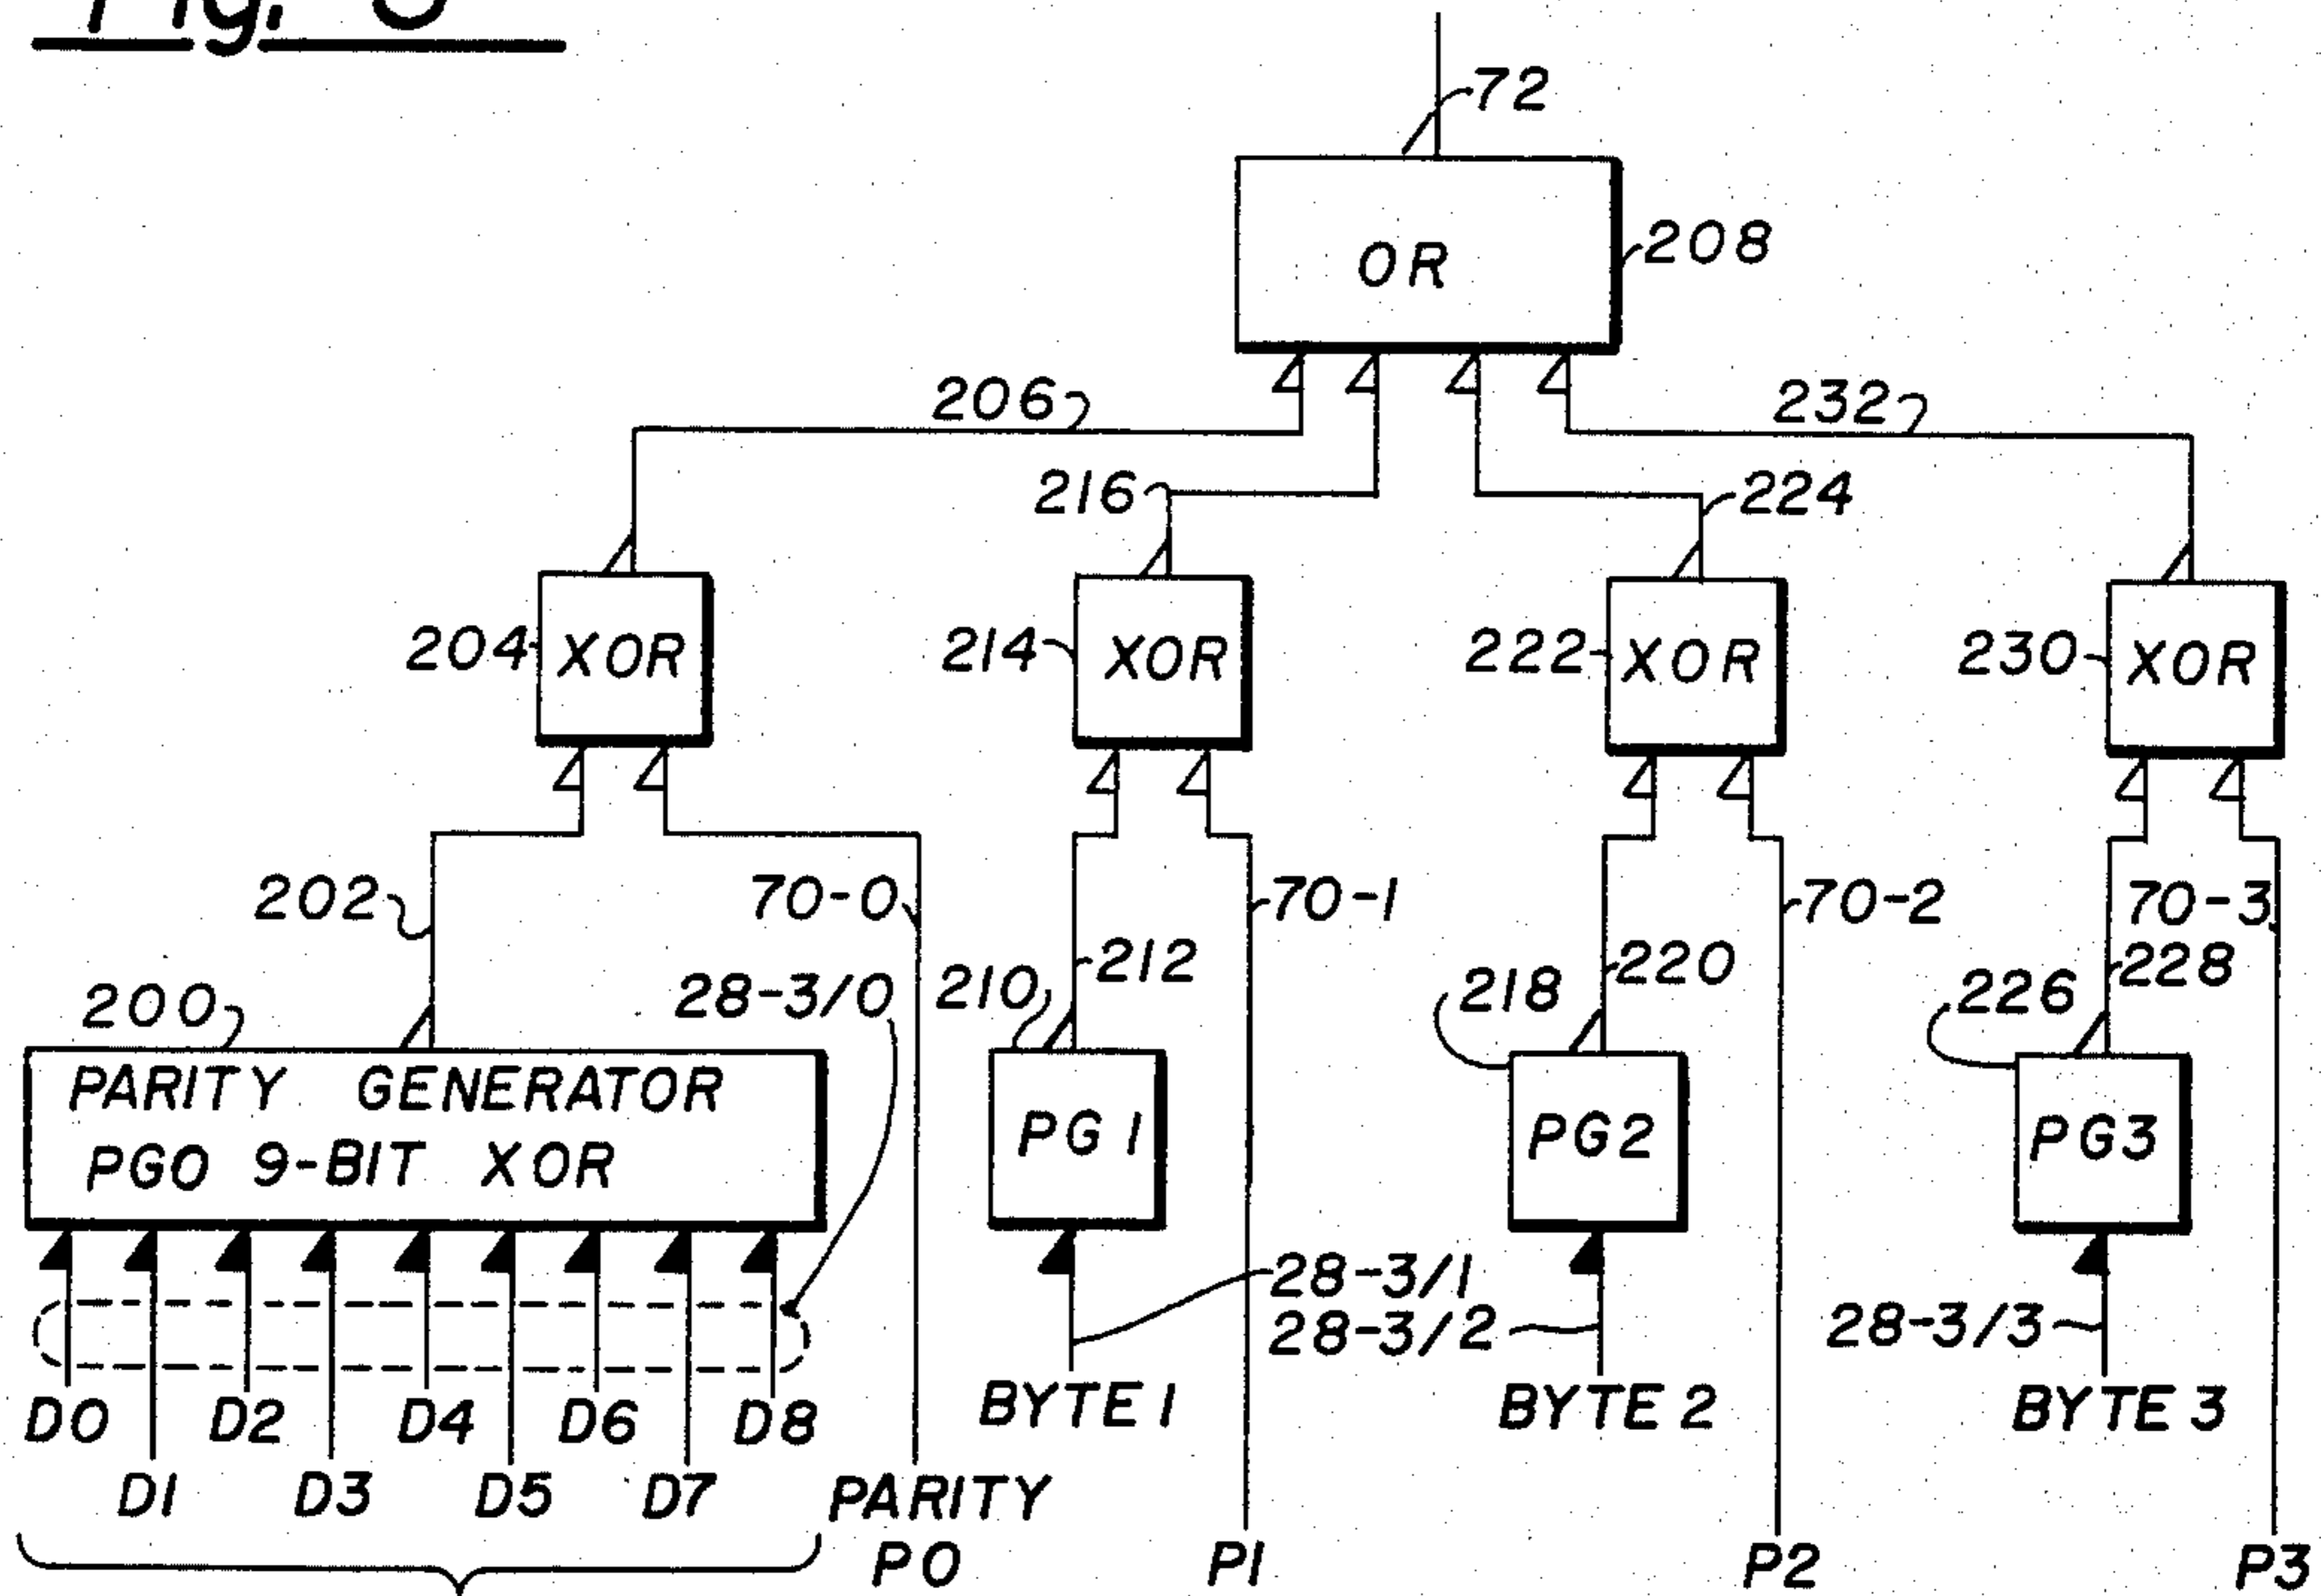 Fig.
72
OR
208
206
232
216
224
204
XOR
214
XOR
222
XOR
230
XOR
202
70-0
70-1
70-2
70-3
200
28-3/0
210
212
218
220
226
228
PARITY GENERATOR
PG0 9-BIT XOR
PG1
PG2
PG3
28-3/1
28-3/2
28-3/3
D0
D2
D4
D6
D8
BYTE 1
BYTE 2
BYTE 3
D1
D3
D5
D7
PARITY
P0
P1
P2
P3